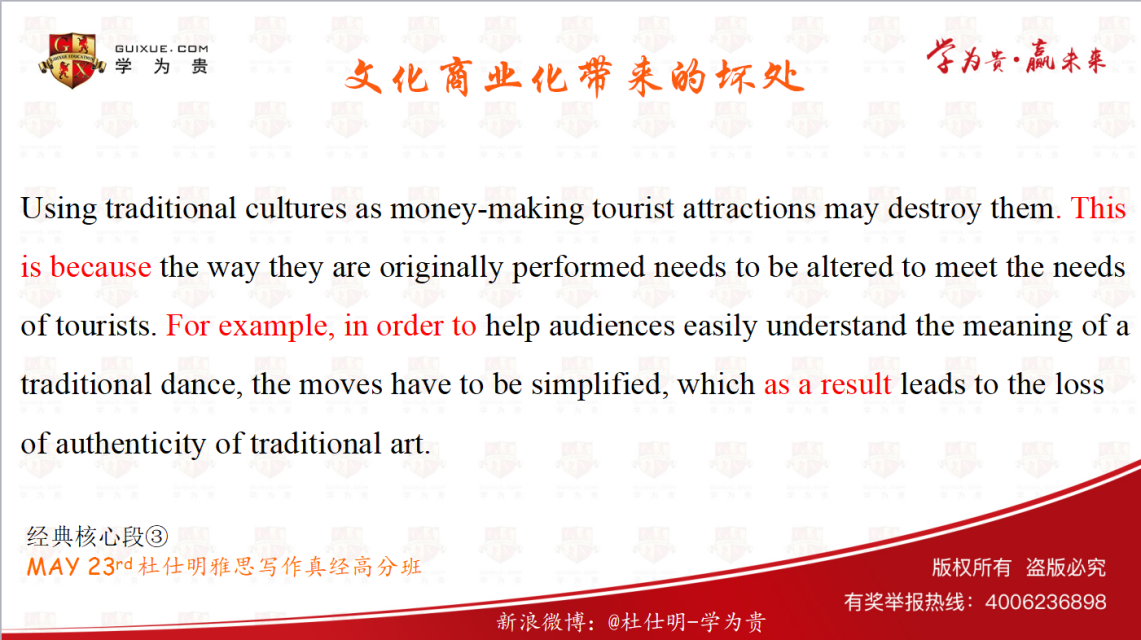 GUIXUE.COM
学为贵
学为贵·赢未来
文化商业化带来的坏处
Using traditional cultures as money-making tourist attractions may destroy them. This
is because the way they are originally performed needs to be altered to meet the needs
of tourists. For example, in order to help audiences easily understand the meaning of a
traditional dance, the moves have to be simplified, which as a result leads to the loss
of authenticity of traditional art.
经典核心段③
MAY 23rd 杜仕明雅思写作真经高分班
版权所有 盗版必究
有奖举报热线：4006236898
新浪微博：@杜仕明-学为贵